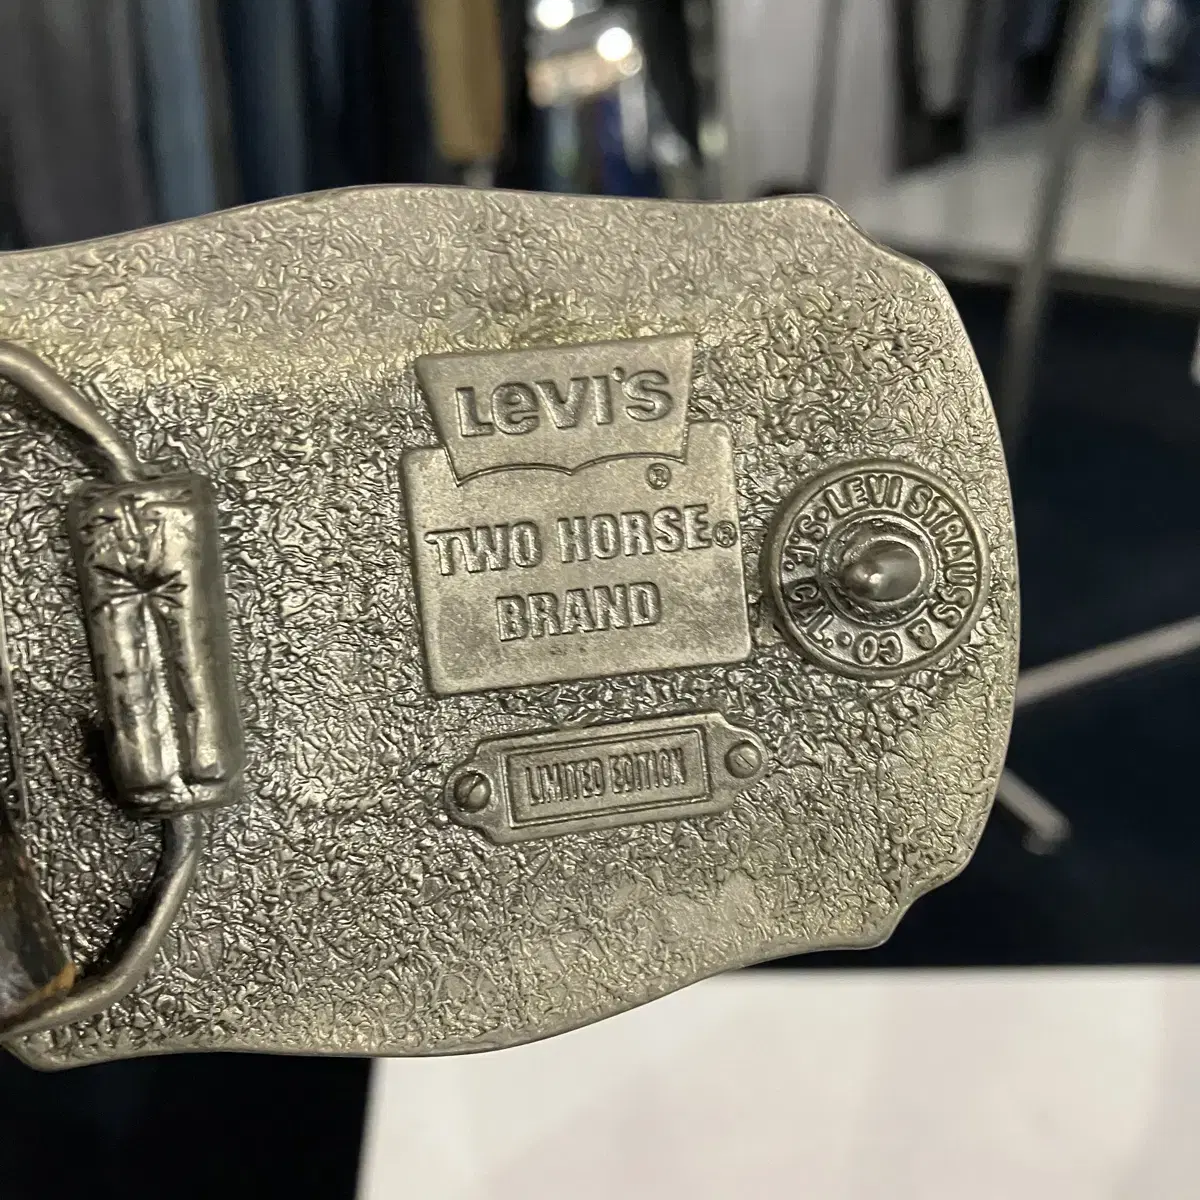 LEVI'S
®
TWO HORSE®
BRAND
LEVI STRAUSS & CO
S.F. CAL
LIMITED EDITION